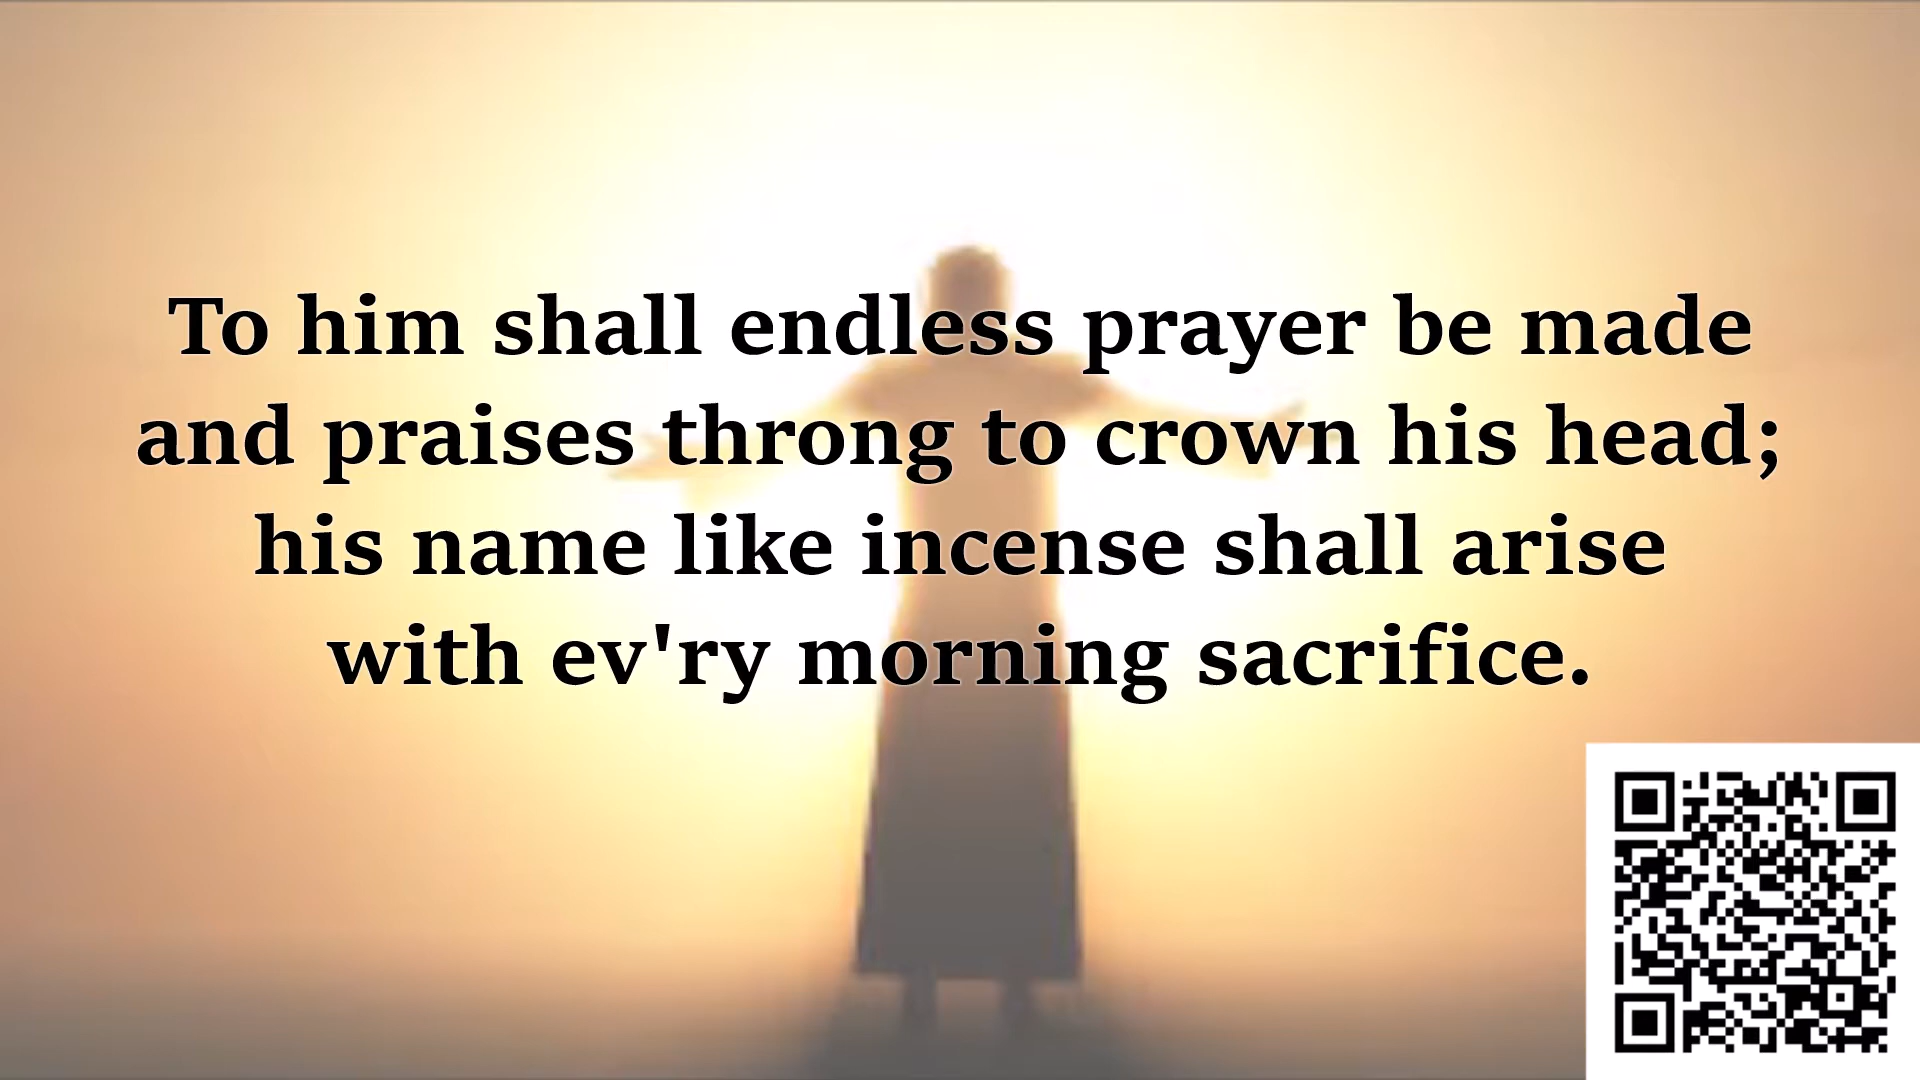 To him shall endless prayer be made
and praises throng to crown his head;
his name like incense shall arise
with ev'ry morning sacrifice.